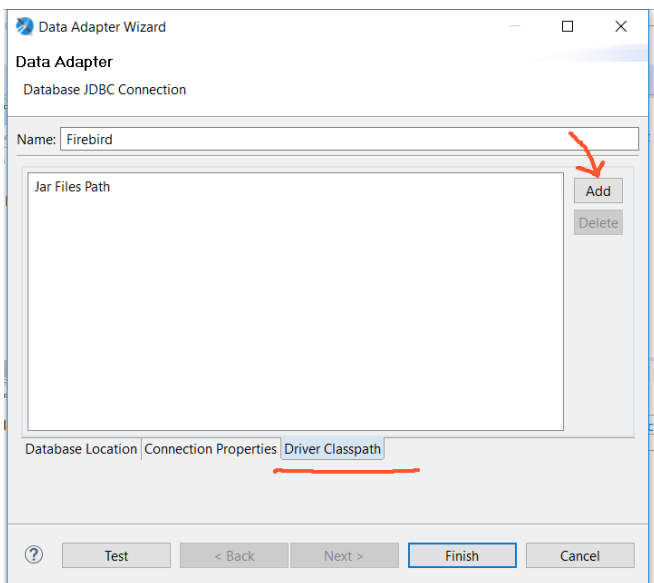 Data Adapter Wizard
Data Adapter
Database JDBC Connection
Name: Firebird
Jar Files Path
Add
Delete
Database Location Connection Properties Driver Classpath
? Test < Back Next > Finish Cancel